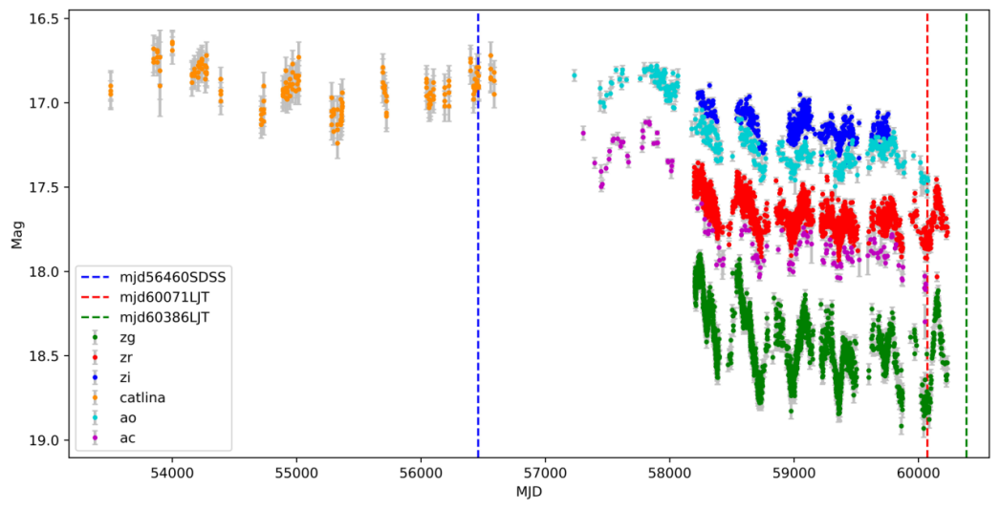 16.5
17.0
17.5
18.0
18.5
19.0
Mag
mjd56460SDSS
mjd60071LJT
mjd60386LJT
zg
zr
zi
catlina
ao
ac
54000 55000 56000 57000 58000 59000 60000
MJD